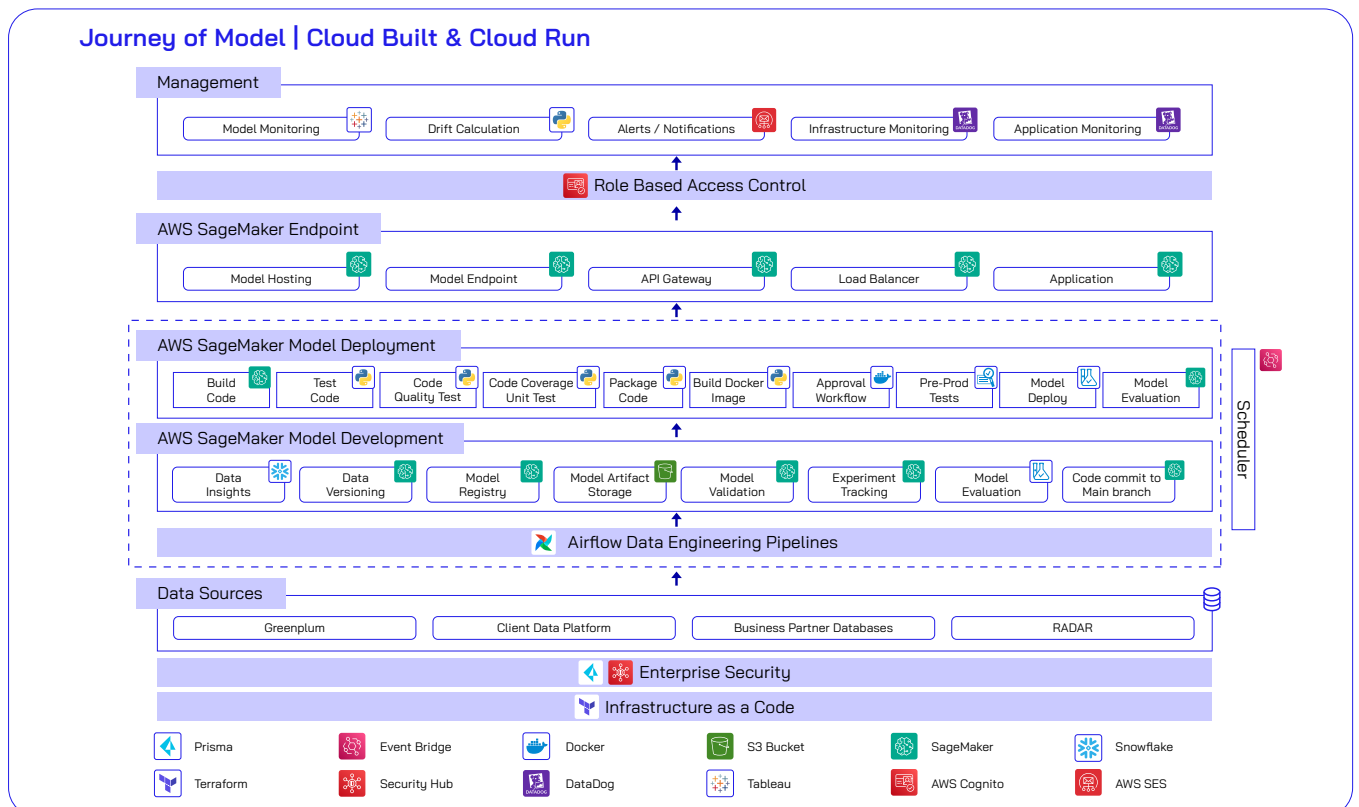 Journey of Model | Cloud Built & Cloud Run
Management
Model Monitoring
Drift Calculation
Alerts / Notifications
Infrastructure Monitoring
Application Monitoring
DATADOG
DATADOG
Role Based Access Control
AWS SageMaker Endpoint
Model Hosting
Model Endpoint
API Gateway
Load Balancer
Application
AWS SageMaker Model Deployment
Build
Code
Test
Code
Code
Quality Test
Code Coverage
Unit Test
Package
Code
Build Docker
Image
Approval
Workflow
Pre-Prod
Tests
Model
Deploy
Model
Evaluation
Scheduler
AWS SageMaker Model Development
Data
Insights
Data
Versioning
Model
Registry
Model Artifact
Storage
Model
Validation
Experiment
Tracking
Model
Evaluation
Code commit to
Main branch
Airflow Data Engineering Pipelines
Data Sources
Greenplum
Client Data Platform
Business Partner Databases
RADAR
Enterprise Security
Infrastructure as a Code
Prisma
Event Bridge
Docker
S3 Bucket
SageMaker
Snowflake
Terraform
Security Hub
DATADOG
DataDog
Tableau
AWS Cognito
AWS SES